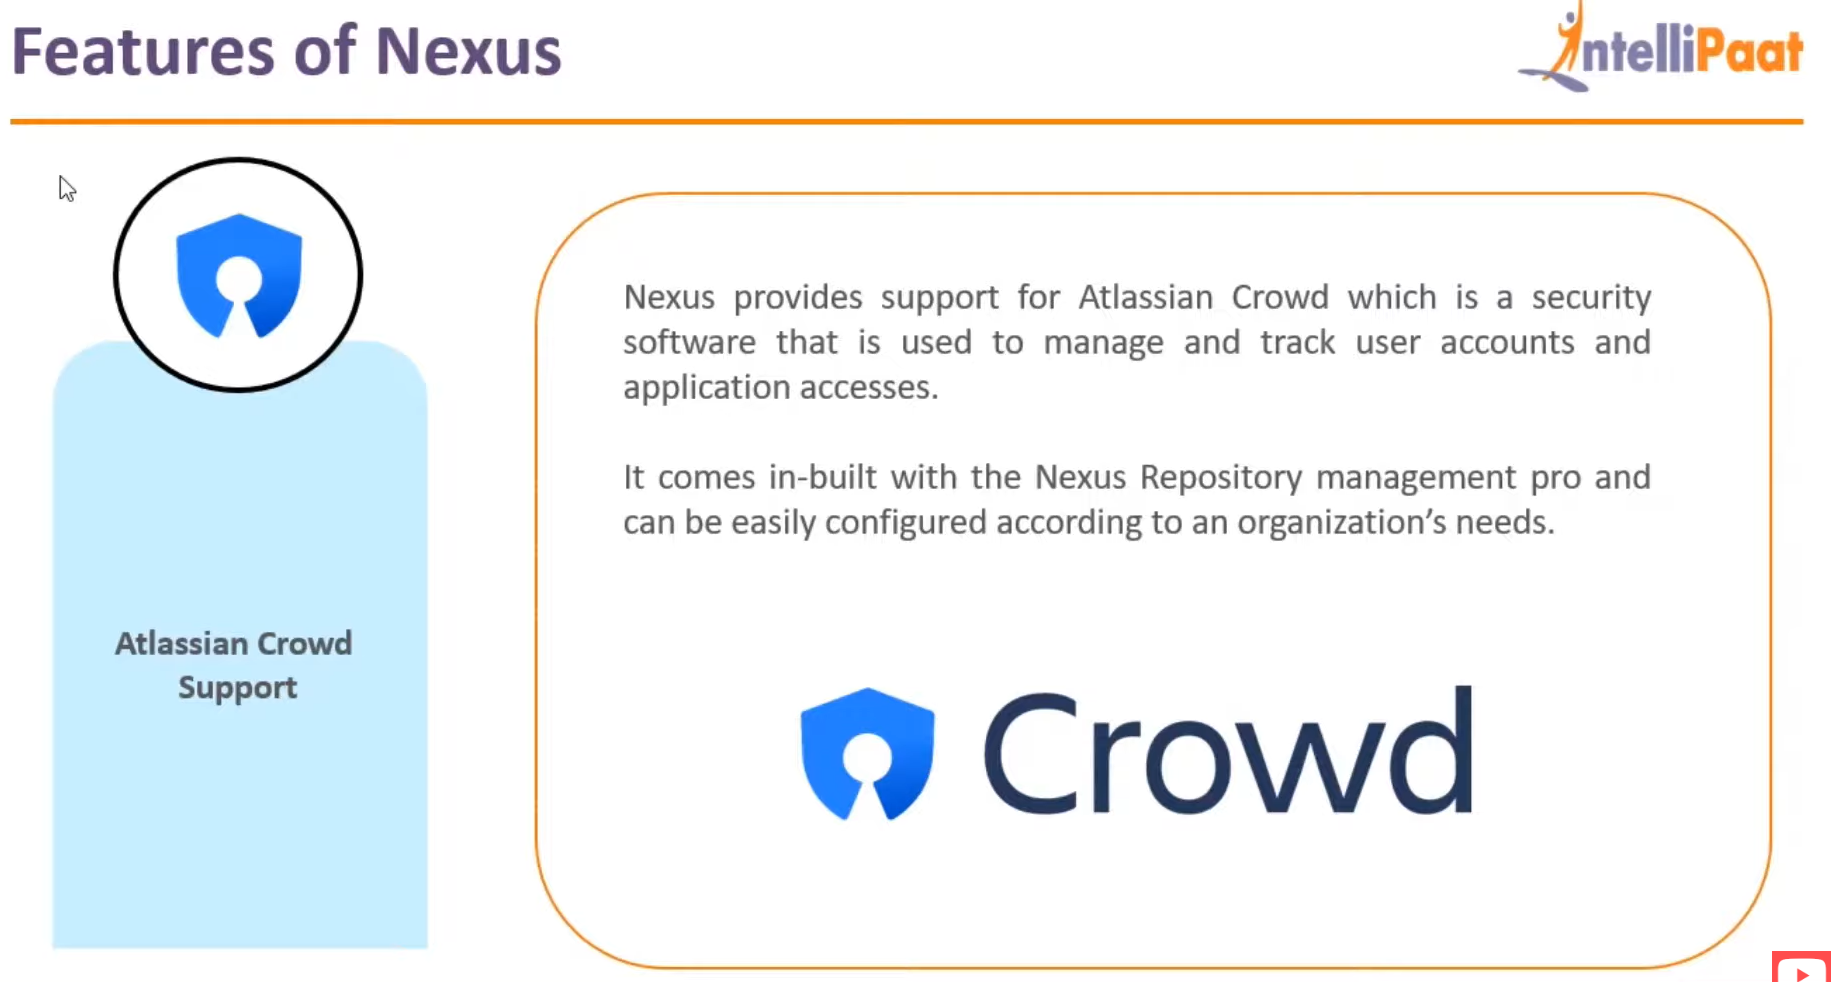 Features of Nexus
IntelliPaat
Nexus provides support for Atlassian Crowd which is a security
software that is used to manage and track user accounts and
application accesses.
It comes in-built with the Nexus Repository management pro and
can be easily configured according to an organization’s needs.
Atlassian Crowd
Support
Crowd